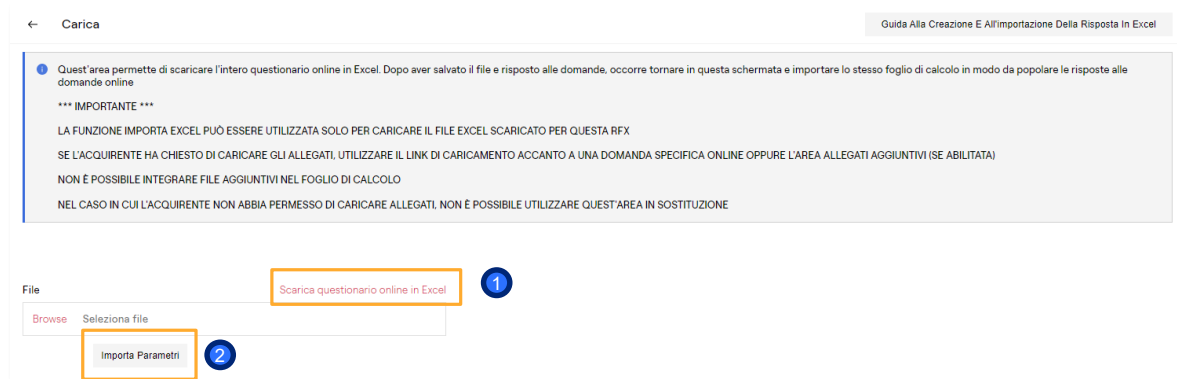 ← Carica
Guida Alla Creazione E All'importazione Della Risposta In Excel
Quest'area permette di scaricare l'intero questionario online in Excel. Dopo aver salvato il file e risposto alle domande, occorre tornare in questa schermata e importare lo stesso foglio di calcolo in modo da popolare le risposte alle
domande online
*** IMPORTANTE ***
LA FUNZIONE IMPORTA EXCEL PUÒ ESSERE UTILIZZATA SOLO PER CARICARE IL FILE EXCEL SCARICATO PER QUESTA RFX
SE L'ACQUIRENTE HA CHIESTO DI CARICARE GLI ALLEGATI, UTILIZZARE IL LINK DI CARICAMENTO ACCANTO A UNA DOMANDA SPECIFICA ONLINE OPPURE L'AREA ALLEGATI AGGIUNTIVI (SE ABILITATA)
NON È POSSIBILE INTEGRARE FILE AGGIUNTIVI NEL FOGLIO DI CALCOLO
NEL CASO IN CUI L'ACQUIRENTE NON ABBIA PERMESSO DI CARICARE ALLEGATI, NON È POSSIBILE UTILIZZARE QUEST'AREA IN SOSTITUZIONE
File
Scarica questionario online in Excel
1
Browse Seleziona file
Importa Parametri
2